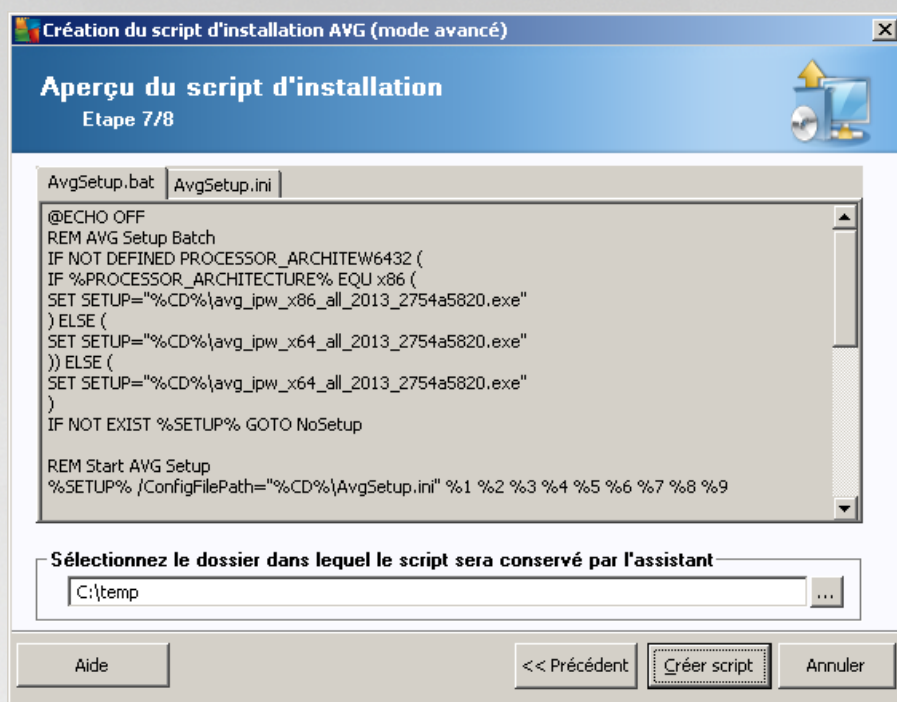 Création du script d'installation AVG (mode avancé)
Aperçu du script d'installation
Etape 7/8
AvgSetup.bat
AvgSetup.ini
@ECHO OFF
REM AVG Setup Batch
IF NOT DEFINED PROCESSOR_ARCHITEW6432 (
IF %PROCESSOR_ARCHITECTURE% EQU x86 (
SET SETUP="%CD%\avg_ipw_x86_all_2013_2754a5820.exe"
) ELSE (
SET SETUP="%CD%\avg_ipw_x64_all_2013_2754a5820.exe"
)) ELSE (
SET SETUP="%CD%\avg_ipw_x64_all_2013_2754a5820.exe"
)
IF NOT EXIST %SETUP% GOTO NoSetup
REM Start AVG Setup
%SETUP% /ConfigFilePath="%CD%\AvgSetup.ini" %1 %2 %3 %4 %5 %6 %7 %8 %9
Sélectionnez le dossier dans lequel le script sera conservé par l'assistant
C:\temp
...
Aide
<< Précédent
Créer script
Annuler